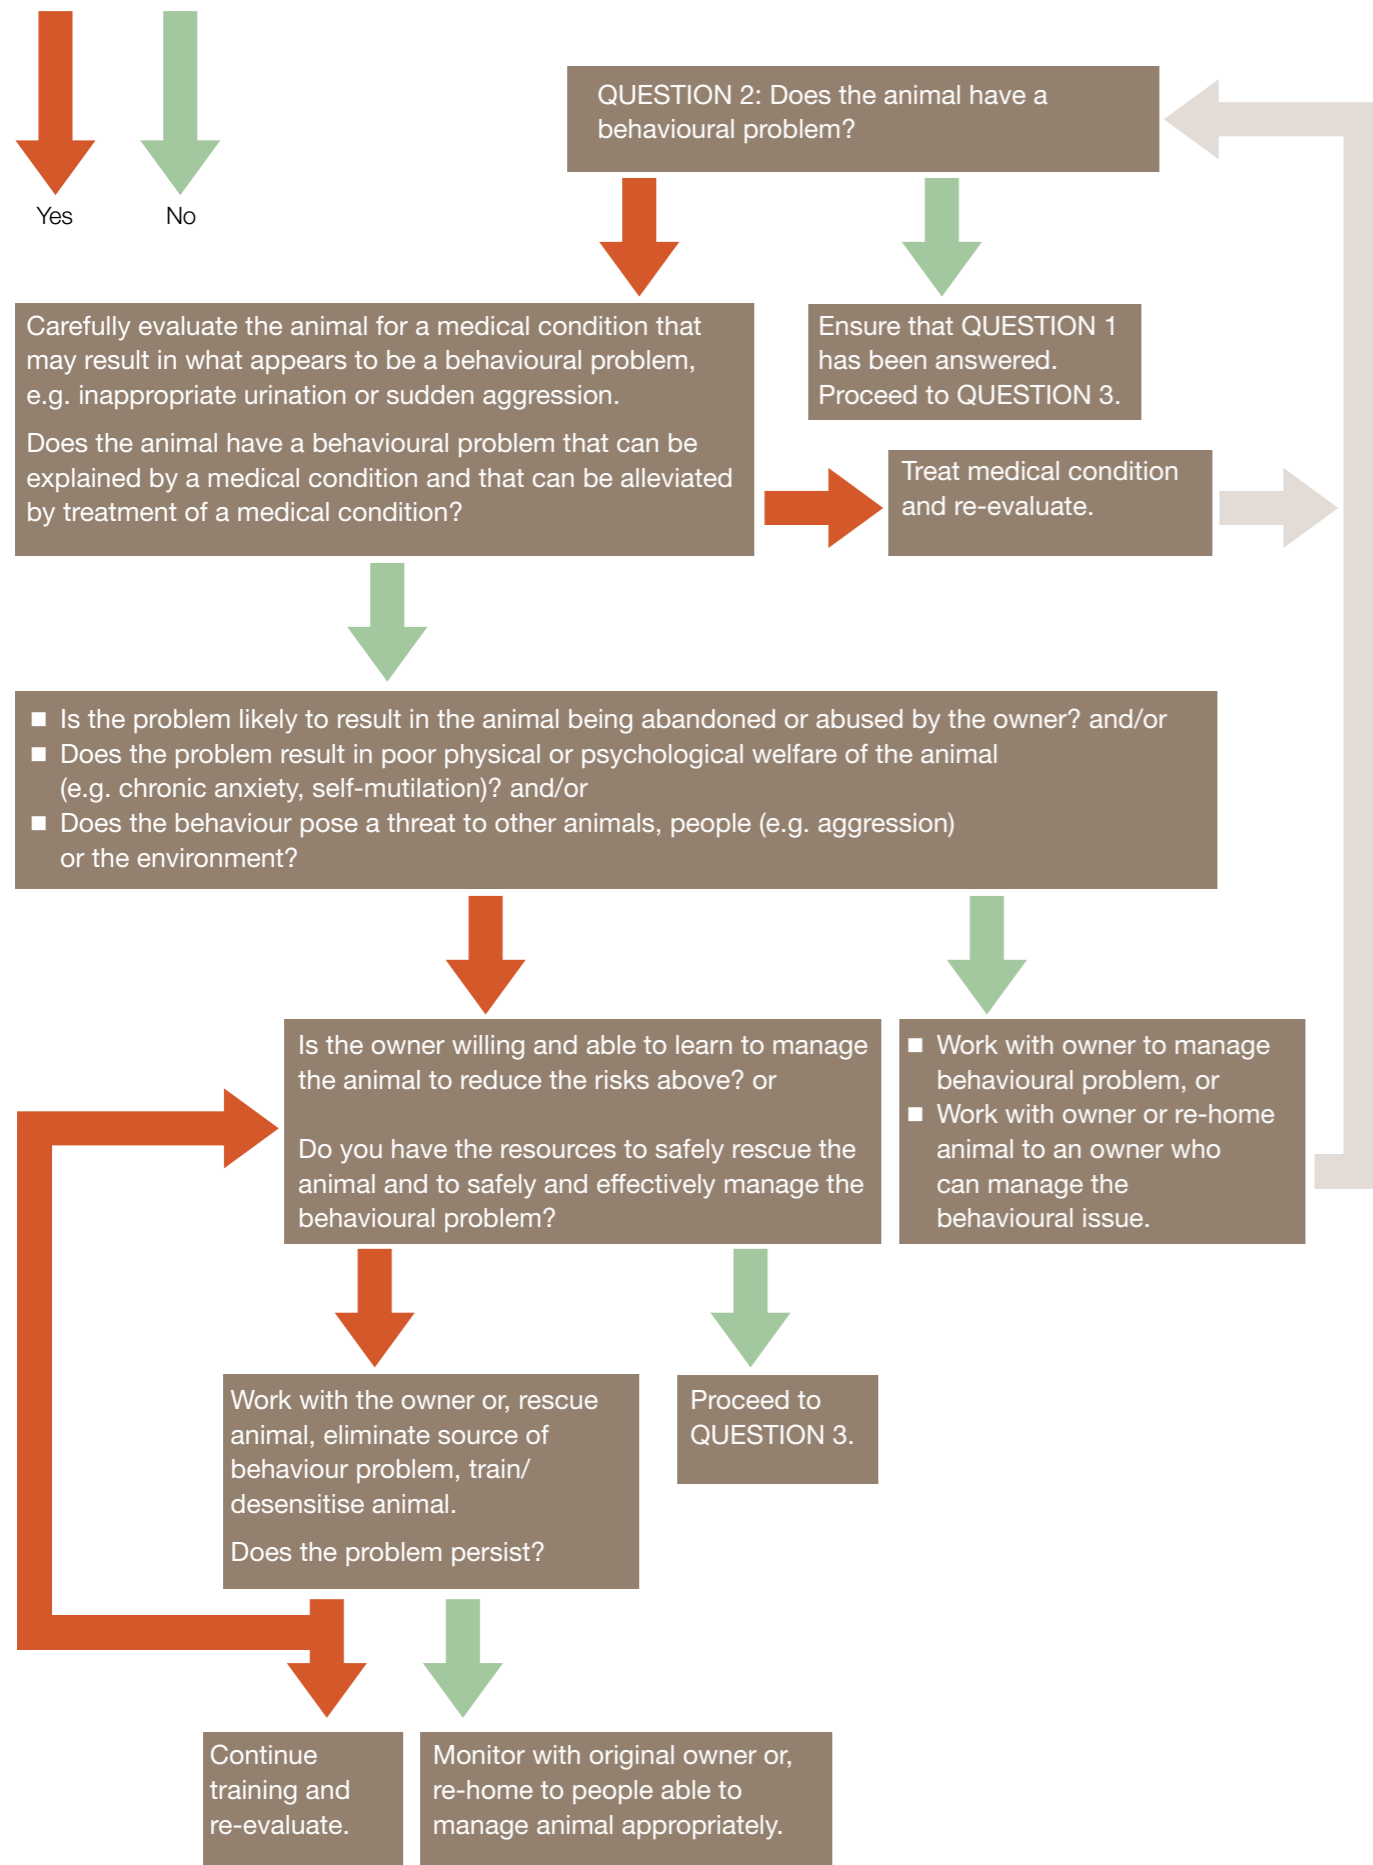 Yes
No
QUESTION 2: Does the animal have a
behavioural problem?
Carefully evaluate the animal for a medical condition that
may result in what appears to be a behavioural problem,
e.g. inappropriate urination or sudden aggression.
Does the animal have a behavioural problem that can be
explained by a medical condition and that can be alleviated
by treatment of a medical condition?
Ensure that QUESTION 1
has been answered.
Proceed to QUESTION 3.
Treat medical condition
and re-evaluate.
■ Is the problem likely to result in the animal being abandoned or abused by the owner? and/or
■ Does the problem result in poor physical or psychological welfare of the animal
(e.g. chronic anxiety, self-mutilation)? and/or
■ Does the behaviour pose a threat to other animals, people (e.g. aggression)
or the environment?
Is the owner willing and able to learn to manage
the animal to reduce the risks above? or
Do you have the resources to safely rescue the
animal and to safely and effectively manage the
behavioural problem?
■ Work with owner to manage
behavioural problem, or
■ Work with owner or re-home
animal to an owner who
can manage the
behavioural issue.
Work with the owner or, rescue
animal, eliminate source of
behaviour problem, train/
desensitise animal.
Does the problem persist?
Proceed to
QUESTION 3.
Continue
training and
re-evaluate.
Monitor with original owner or,
re-home to people able to
manage animal appropriately.